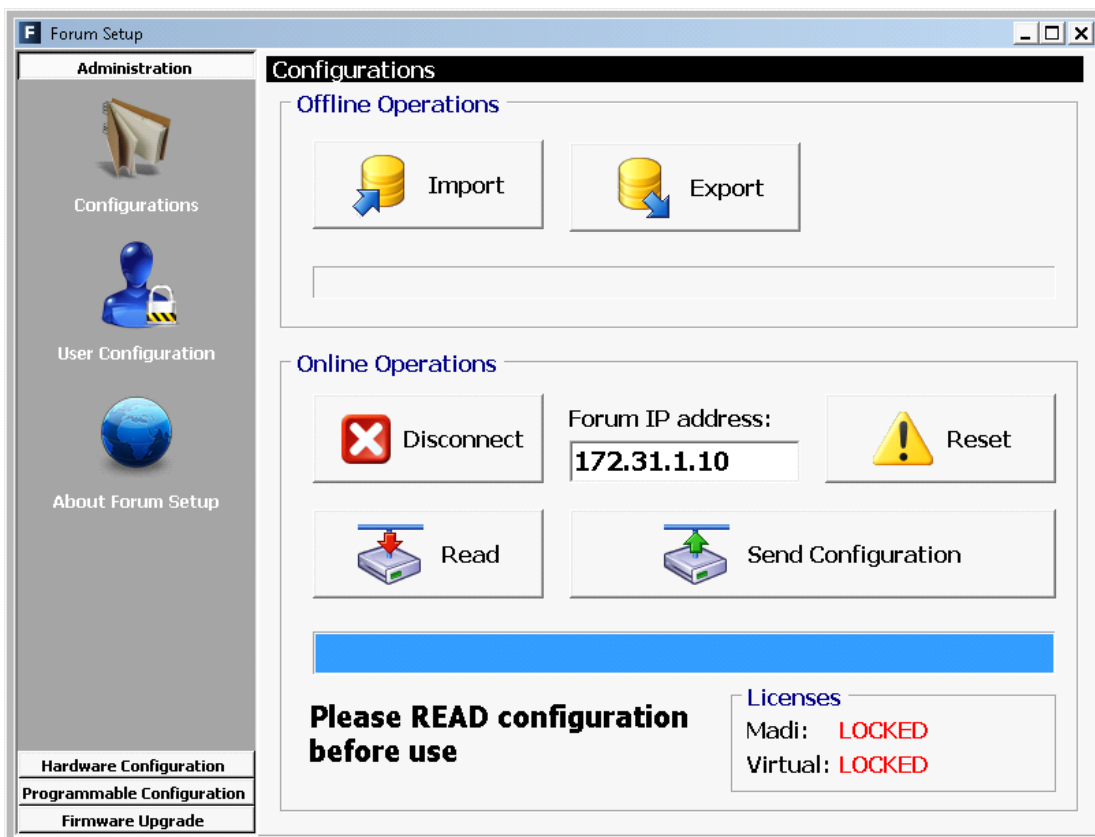 F Forum Setup
Administration
Configurations
User Configuration
About Forum Setup
Hardware Configuration
Programmable Configuration
Firmware Upgrade
Configurations
Offline Operations
Import
Export
Online Operations
Disconnect
Forum IP address:
172.31.1.10
Reset
Read
Send Configuration
Please READ configuration
before use
Licenses
Madi: LOCKED
Virtual: LOCKED